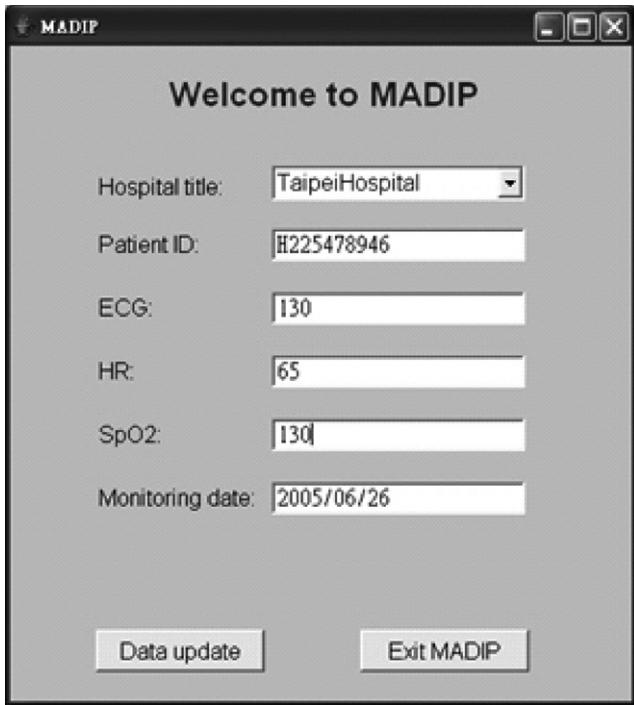 MADIP
Welcome to MADIP
Hospital title: TaipeiHospital
Patient ID: H225478946
ECG: 130
HR: 65
SpO2: 130
Monitoring date: 2005/06/26
Data update Exit MADIP